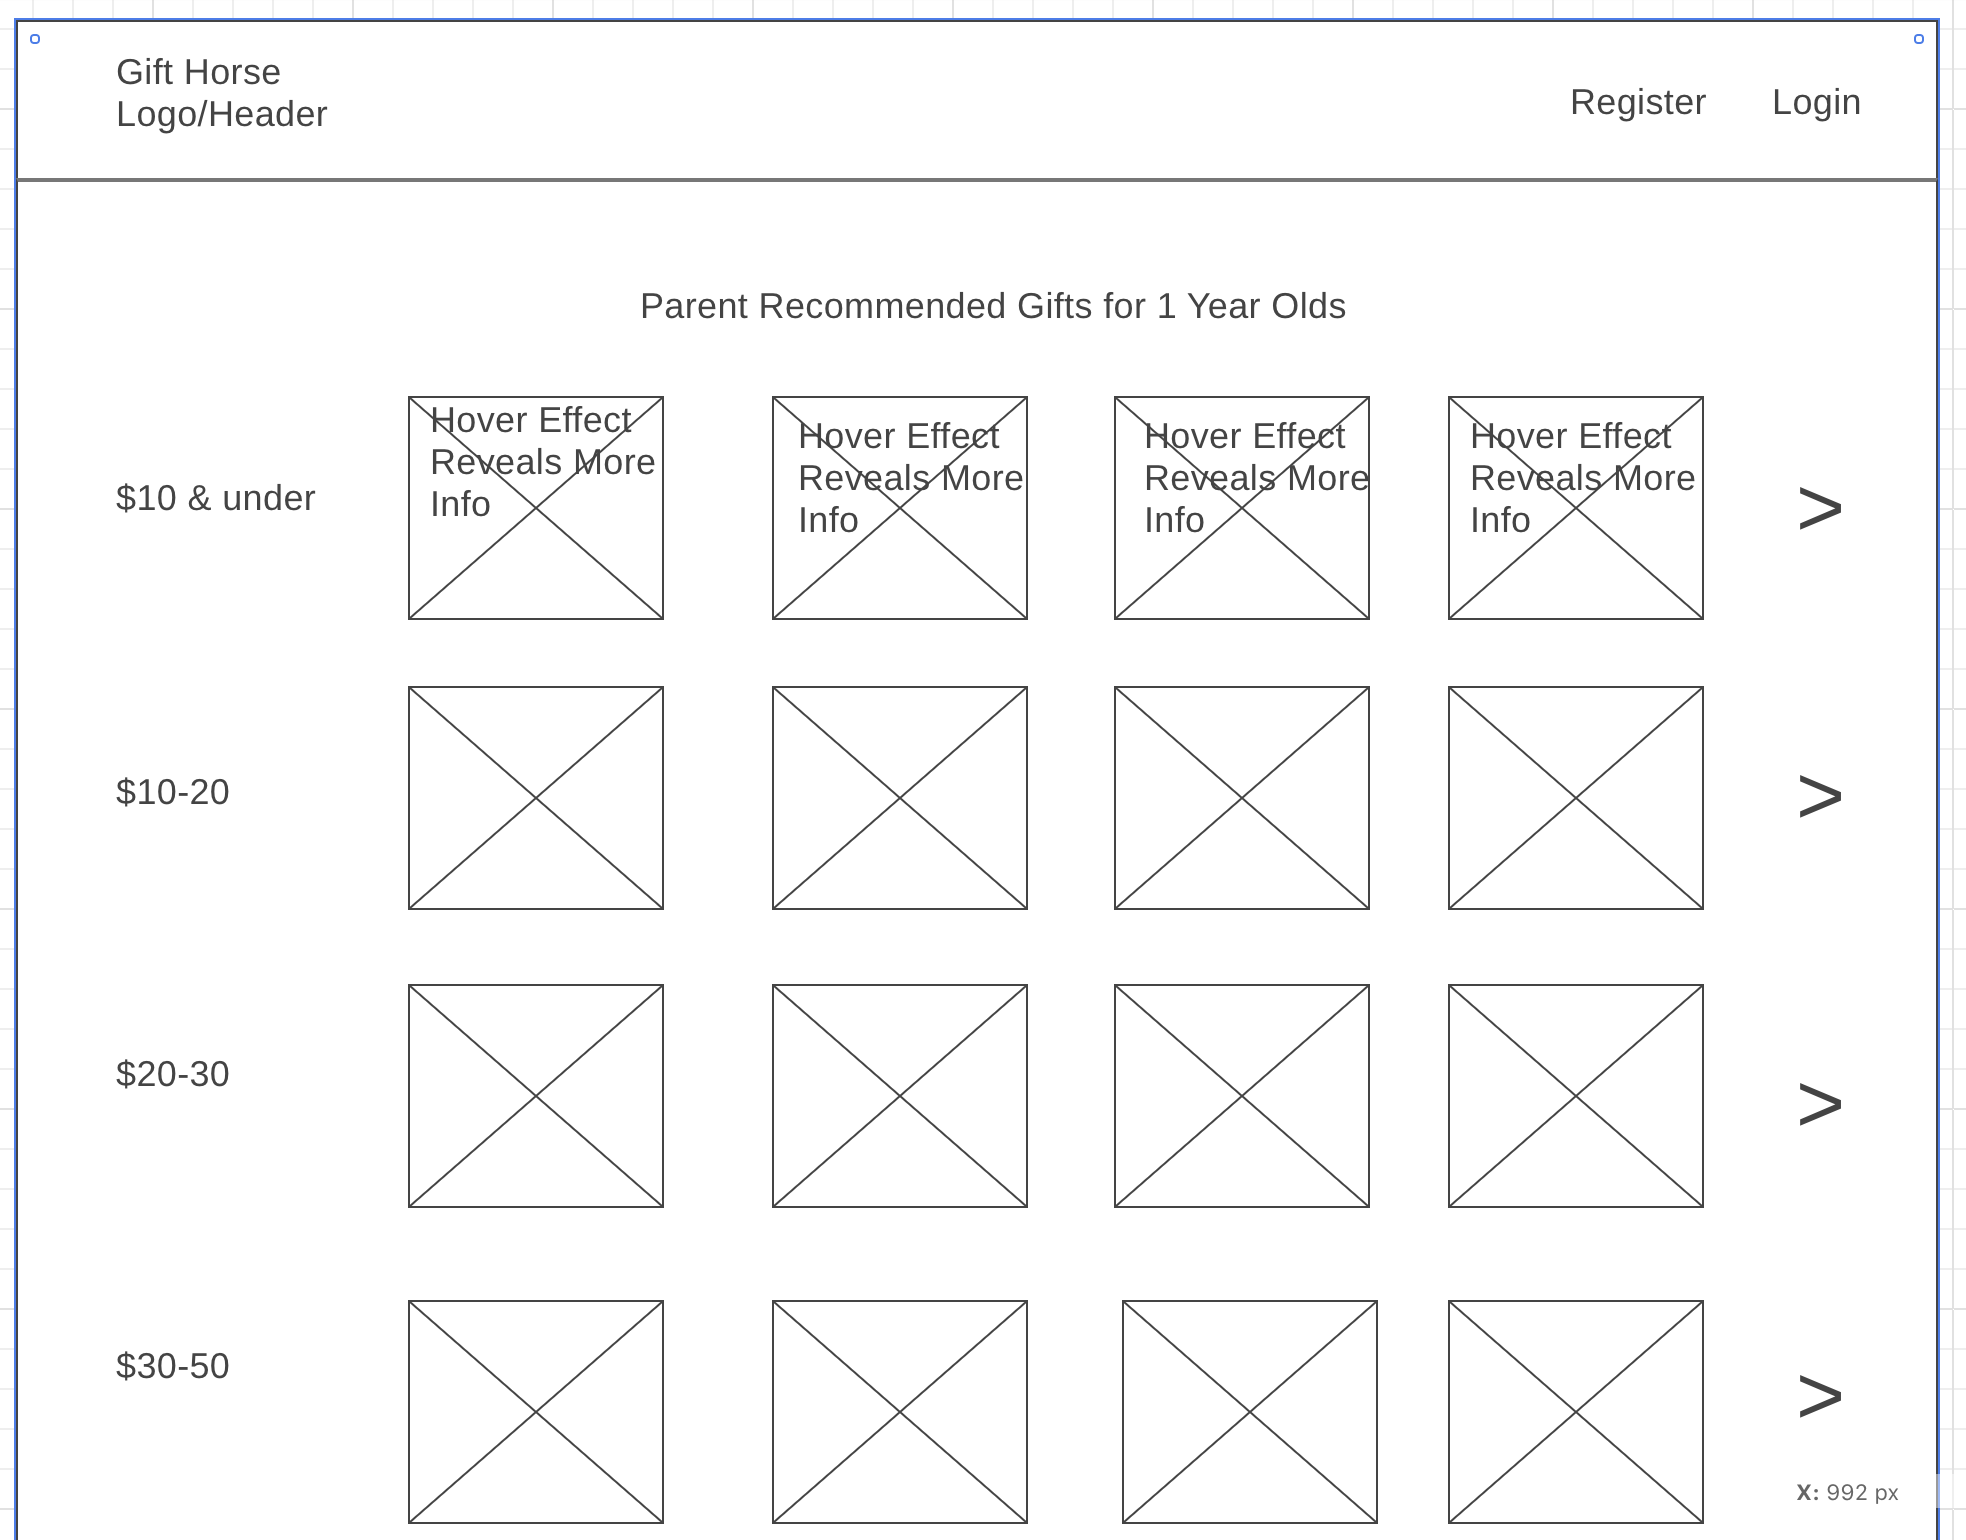 Gift Horse
Logo/Header
Register Login
Parent Recommended Gifts for 1 Year Olds
$10 & under
Hover Effect
Reveals More
Info
Hover Effect
Reveals More
Info
Hover Effect
Reveals More
Info
Hover Effect
Reveals More
Info
>
$10-20
>
$20-30
>
$30-50
>
X: 992 px